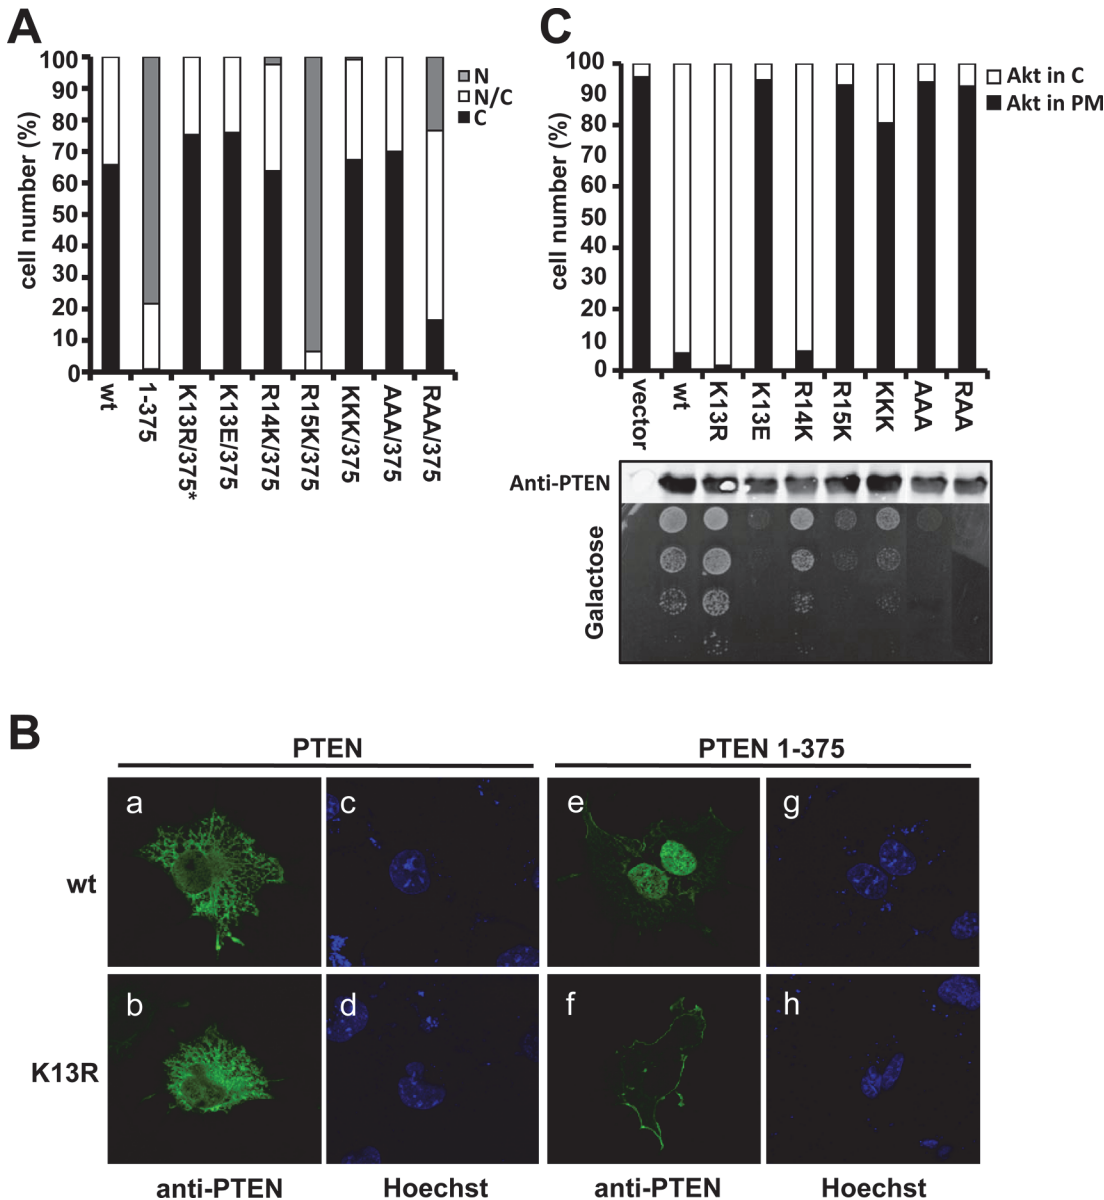 A
100
90
80
70
60
50
40
30
20
10
0
cell number (%)
N
N/C
C
wt
1-375
K13R/375*
K13E/375
R14K/375
R15K/375
KKK/375
AAA/375
RAA/375
C
100
90
80
70
60
50
40
30
20
10
0
cell number (%)
Akt in C
Akt in PM
vector
wt
K13R
K13E
R14K
R15K
KKK
AAA
RAA
Anti-PTEN
Galactose
B
PTEN
PTEN 1-375
wt
a
c
e
g
K13R
b
d
f
h
anti-PTEN
Hoechst
anti-PTEN
Hoechst